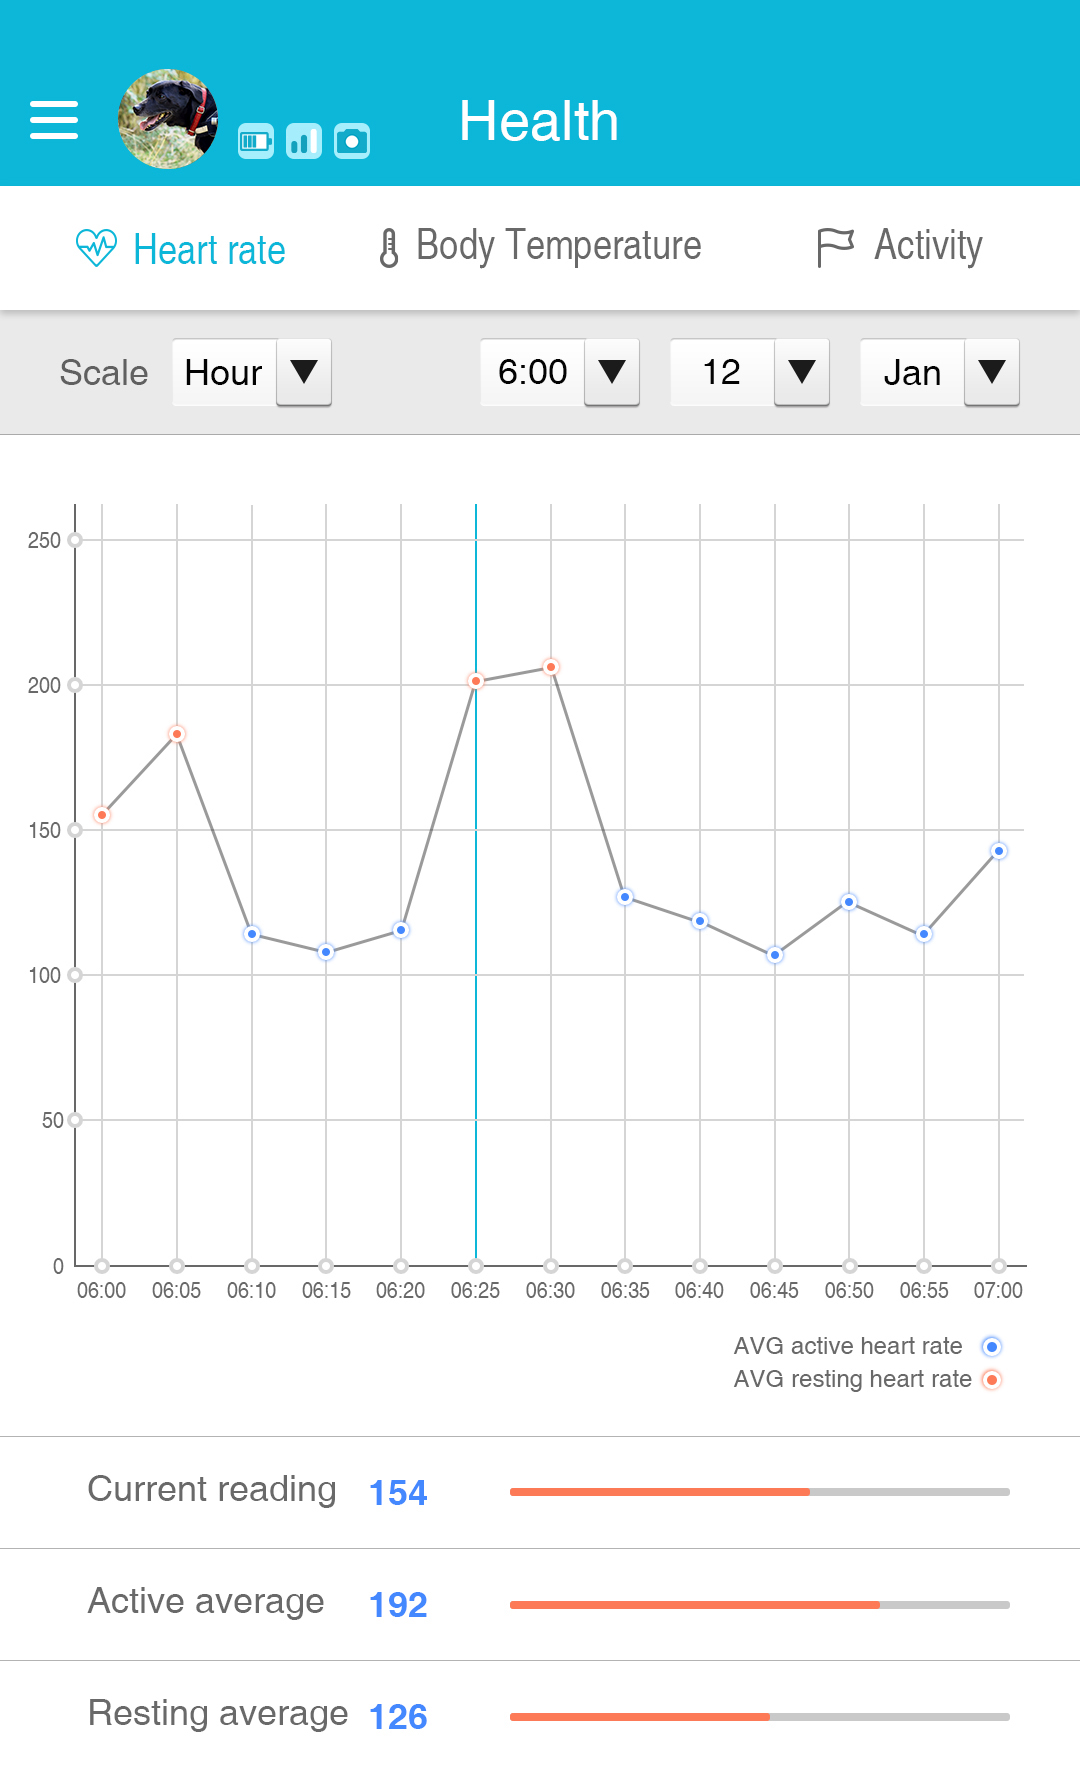 Health
Heart rate Body Temperature Activity
Scale Hour 6:00 12 Jan
250
200
150
100
50
0
06:00 06:05 06:10 06:15 06:20 06:25 06:30 06:35 06:40 06:45 06:50 06:55 07:00
AVG active heart rate
AVG resting heart rate
Current reading 154
Active average 192
Resting average 126